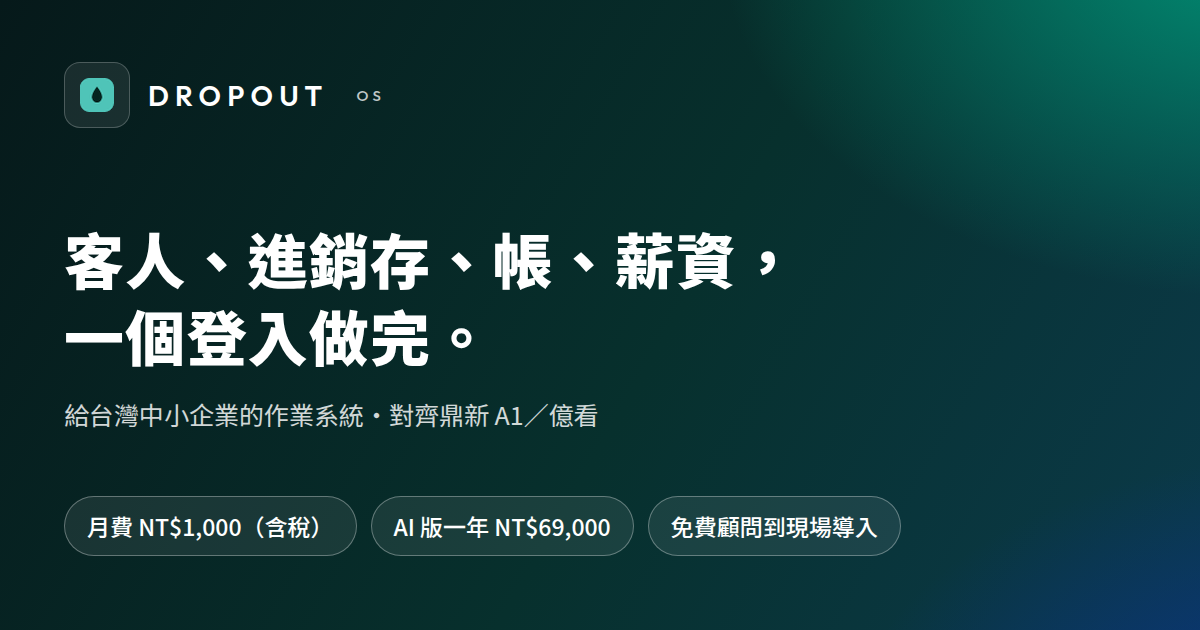 DROPOUT OS
客人、進銷存、帳、薪資，
一個登入做完。
給台灣中小企業的作業系統・對齊鼎新 A1／億看
月費 NT$1,000（含稅）
AI 版一年 NT$69,000
免費顧問到現場導入